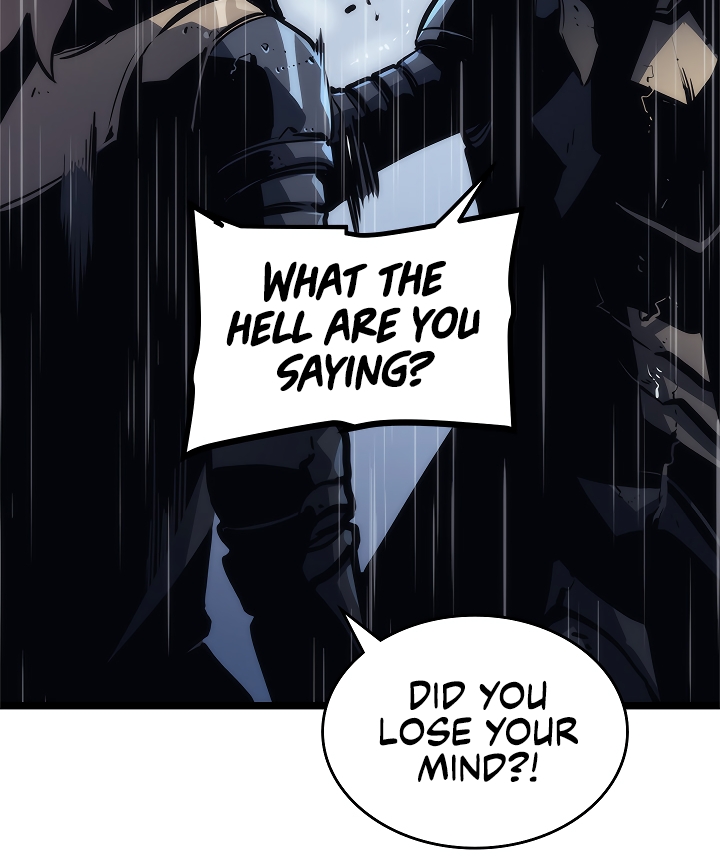 WHAT THE
HELL ARE YOU
SAYING?
DID YOU
LOSE YOUR
MIND?!